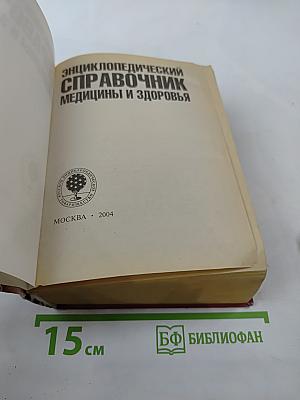 ЭНЦИКЛОПЕДИЧЕСКИЙ
СПРАВОЧНИК
МЕДИЦИНЫ И ЗДОРОВЬЯ
МОСКВА • 2004
15 см
БФ БИБЛИОФАН